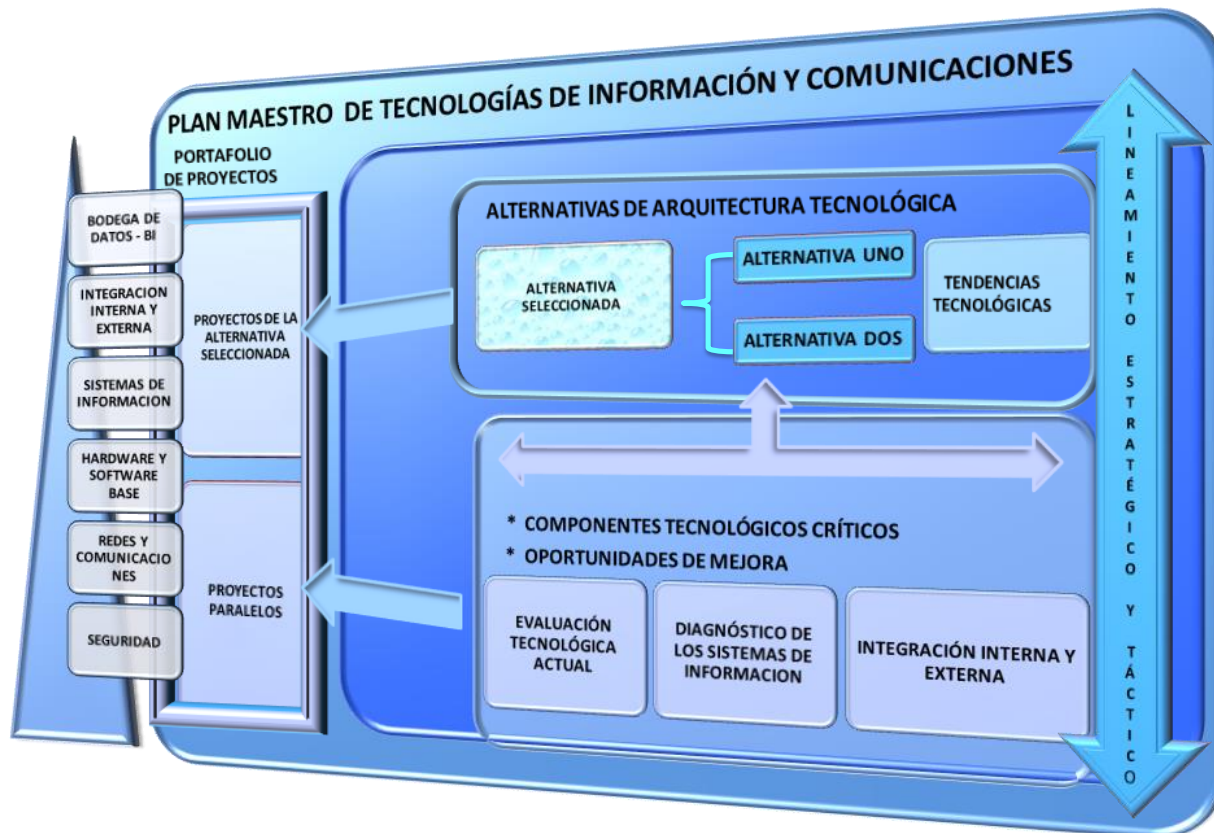 PLAN MAESTRO DE TECNOLOGÍAS DE INFORMACIÓN Y COMUNICACIONES
PORTAFOLIO
DE PROYECTOS
BODEGA DE
DATOS - BI
INTEGRACION
INTERNA Y
EXTERNA
SISTEMAS DE
INFORMACION
HARDWARE Y
SOFTWARE
BASE
REDES Y
COMUNICACIO
NES
SEGURIDAD
PROYECTOS DE LA
ALTERNATIVA
SELECCIONADA
PROYECTOS
PARALELOS
ALTERNATIVAS DE ARQUITECTURA TECNOLÓGICA
ALTERNATIVA
SELECCIONADA
ALTERNATIVA UNO
ALTERNATIVA DOS
TENDENCIAS
TECNOLÓGICAS
* COMPONENTES TECNOLÓGICOS CRÍTICOS
* OPORTUNIDADES DE MEJORA
EVALUACIÓN
TECNOLÓGICA
ACTUAL
DIAGNÓSTICO DE
LOS SISTEMAS DE
INFORMACION
INTEGRACIÓN INTERNA Y
EXTERNA
LINEAMIENTO ESTRATÉGICO Y TÁCTICO